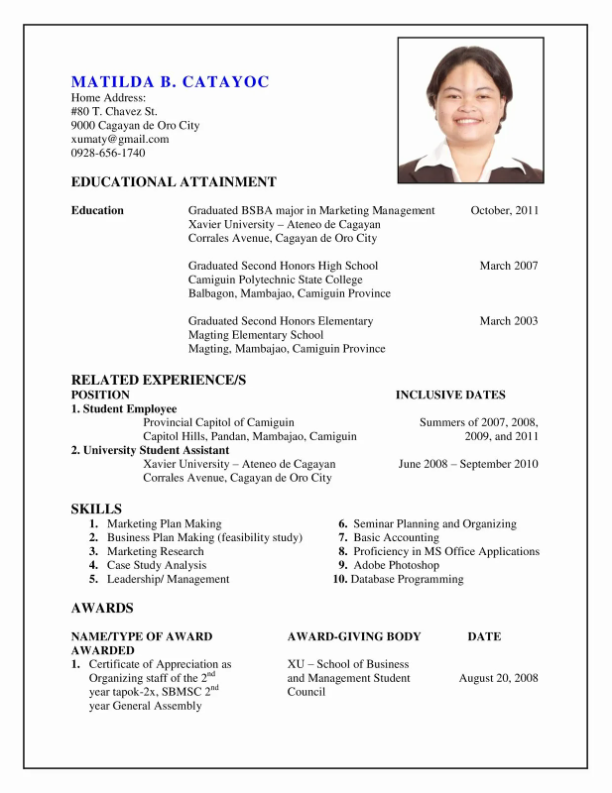 MATILDA B. CATAYOC
Home Address:
#80 T. Chavez St.
9000 Cagayan de Oro City
xumaty@gmail.com
0928-656-1740
EDUCATIONAL ATTAINMENT
Education Graduated BSBA major in Marketing Management October, 2011
Xavier University – Ateneo de Cagayan
Corrales Avenue, Cagayan de Oro City
Graduated Second Honors High School March 2007
Camiguin Polytechnic State College
Balbagon, Mambajao, Camiguin Province
Graduated Second Honors Elementary March 2003
Magting Elementary School
Magting, Mambajao, Camiguin Province
RELATED EXPERIENCE/S
POSITION INCLUSIVE DATES
1. Student Employee
Provincial Capitol of Camiguin Summers of 2007, 2008,
Capitol Hills, Pandan, Mambajao, Camiguin 2009, and 2011
2. University Student Assistant
Xavier University – Ateneo de Cagayan June 2008 – September 2010
Corrales Avenue, Cagayan de Oro City
SKILLS
1. Marketing Plan Making 6. Seminar Planning and Organizing
2. Business Plan Making (feasibility study) 7. Basic Accounting
3. Marketing Research 8. Proficiency in MS Office Applications
4. Case Study Analysis 9. Adobe Photoshop
5. Leadership/ Management 10. Database Programming
AWARDS
NAME/TYPE OF AWARD AWARD-GIVING BODY DATE
AWARDED
1. Certificate of Appreciation as XU – School of Business
Organizing staff of the 2nd and Management Student August 20, 2008
year tapok-2x, SBMSC 2nd Council
year General Assembly